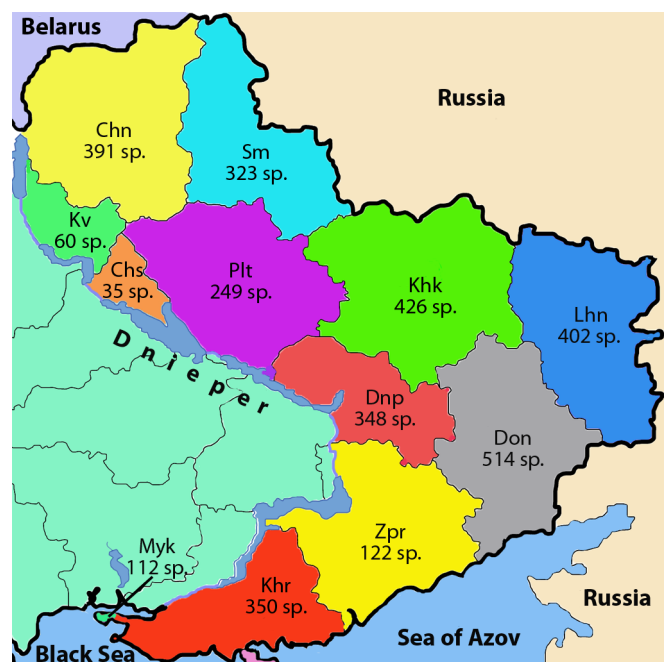 Belarus
Russia
Chn
391 sp.
Sm
323 sp.
Kv
60 sp.
Chs
35 sp.
Plt
249 sp.
Khk
426 sp.
Lhn
402 sp.
Dnieper
Dnp
348 sp.
Don
514 sp.
Zpr
122 sp.
Myk
112 sp.
Khr
350 sp.
Russia
Sea of Azov
Black Sea